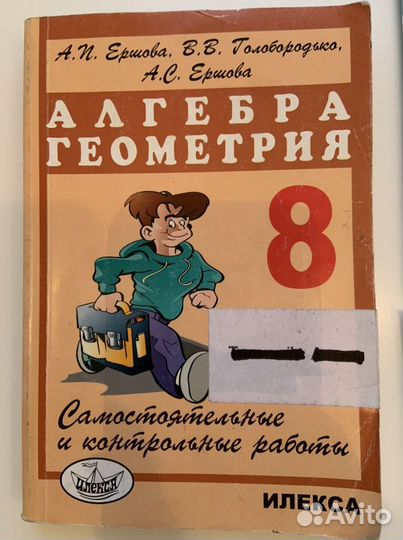 А.П. Ершова, В.В. Голобородько,
А.С. Ершова
АЛГЕБРА
ГЕОМЕТРИЯ
8
Самостоятельные
и контрольные работы
ИЛЕКСА
ИЛЕКСА
Avito